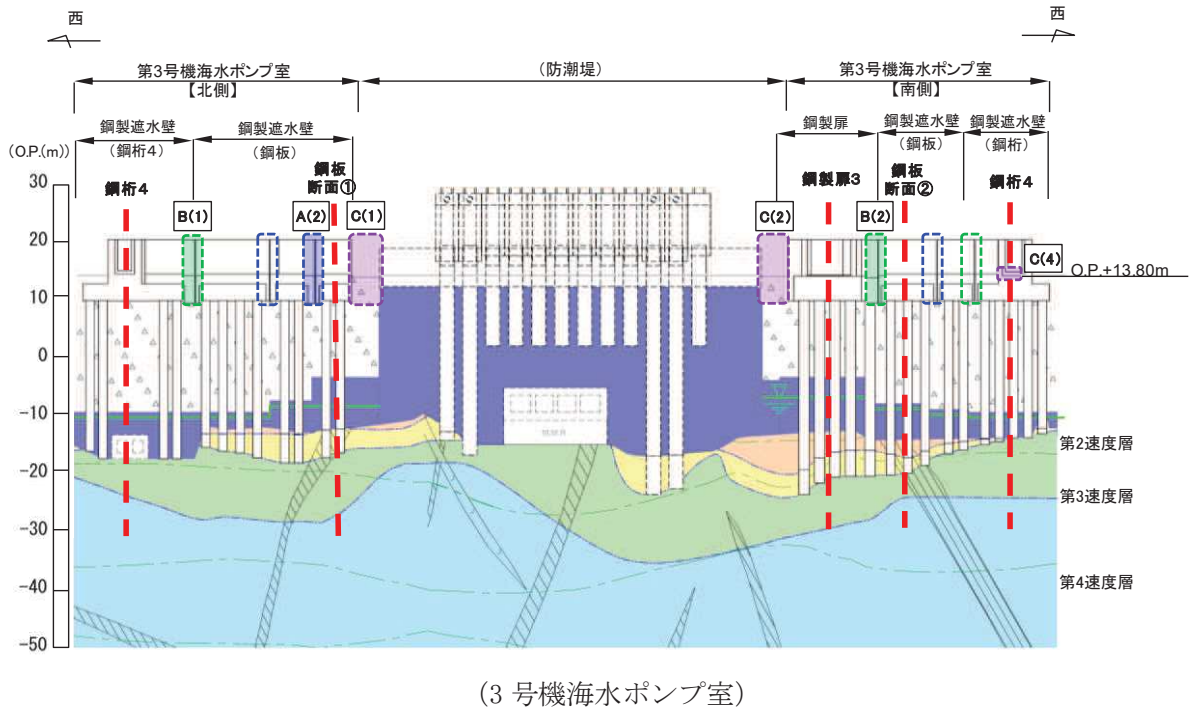 西
西
第3号機海水ポンプ室
【北側】
(防潮堤)
第3号機海水ポンプ室
【南側】
鋼製遮水壁
(鋼桁4)
鋼製遮水壁
(鋼板)
鋼製扉
鋼製遮水壁
(鋼板)
鋼製遮水壁
(鋼桁)
(O.P.(m))
鋼桁4
鋼板
断面①
鋼製扉3
鋼板
断面②
鋼桁4
B(1)
A(2)
C(1)
C(2)
B(2)
C(4)
O.P.+13.80m
30
20
10
0
-10
-20
-30
-40
-50
第2速度層
第3速度層
第4速度層
(3 号機海水ポンプ室)